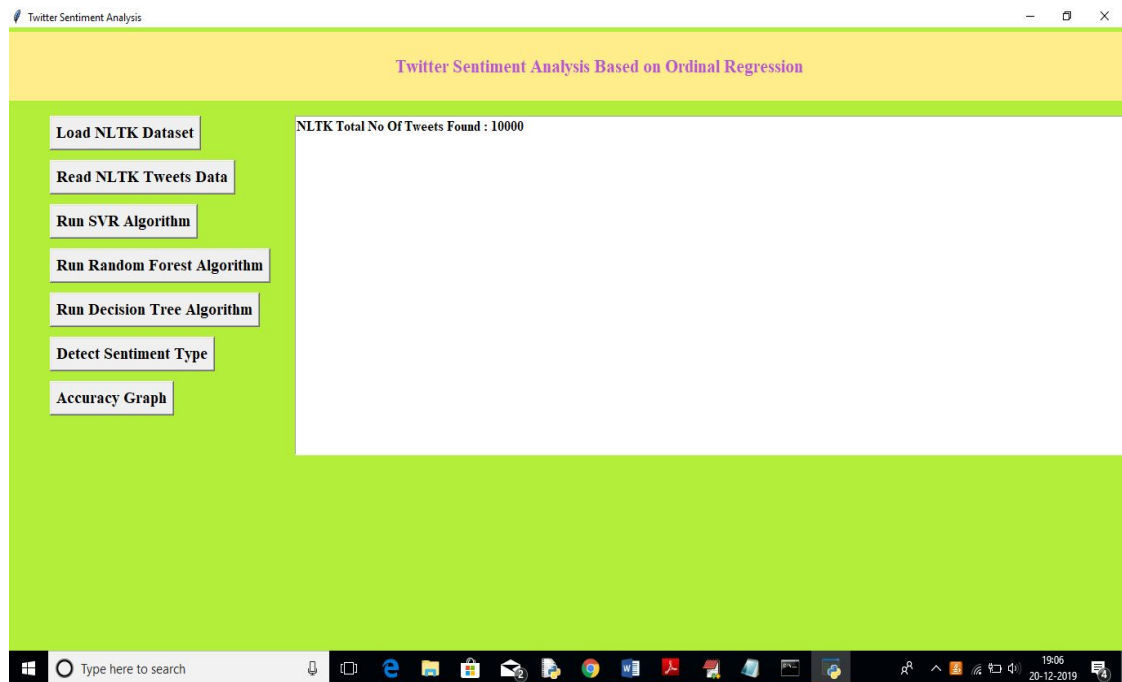 Twitter Sentiment Analysis
Twitter Sentiment Analysis Based on Ordinal Regression
Load NLTK Dataset
NLTK Total No Of Tweets Found : 10000
Read NLTK Tweets Data
Run SVR Algorithm
Run Random Forest Algorithm
Run Decision Tree Algorithm
Detect Sentiment Type
Accuracy Graph
Type here to search
2
19:06
20-12-2019
4